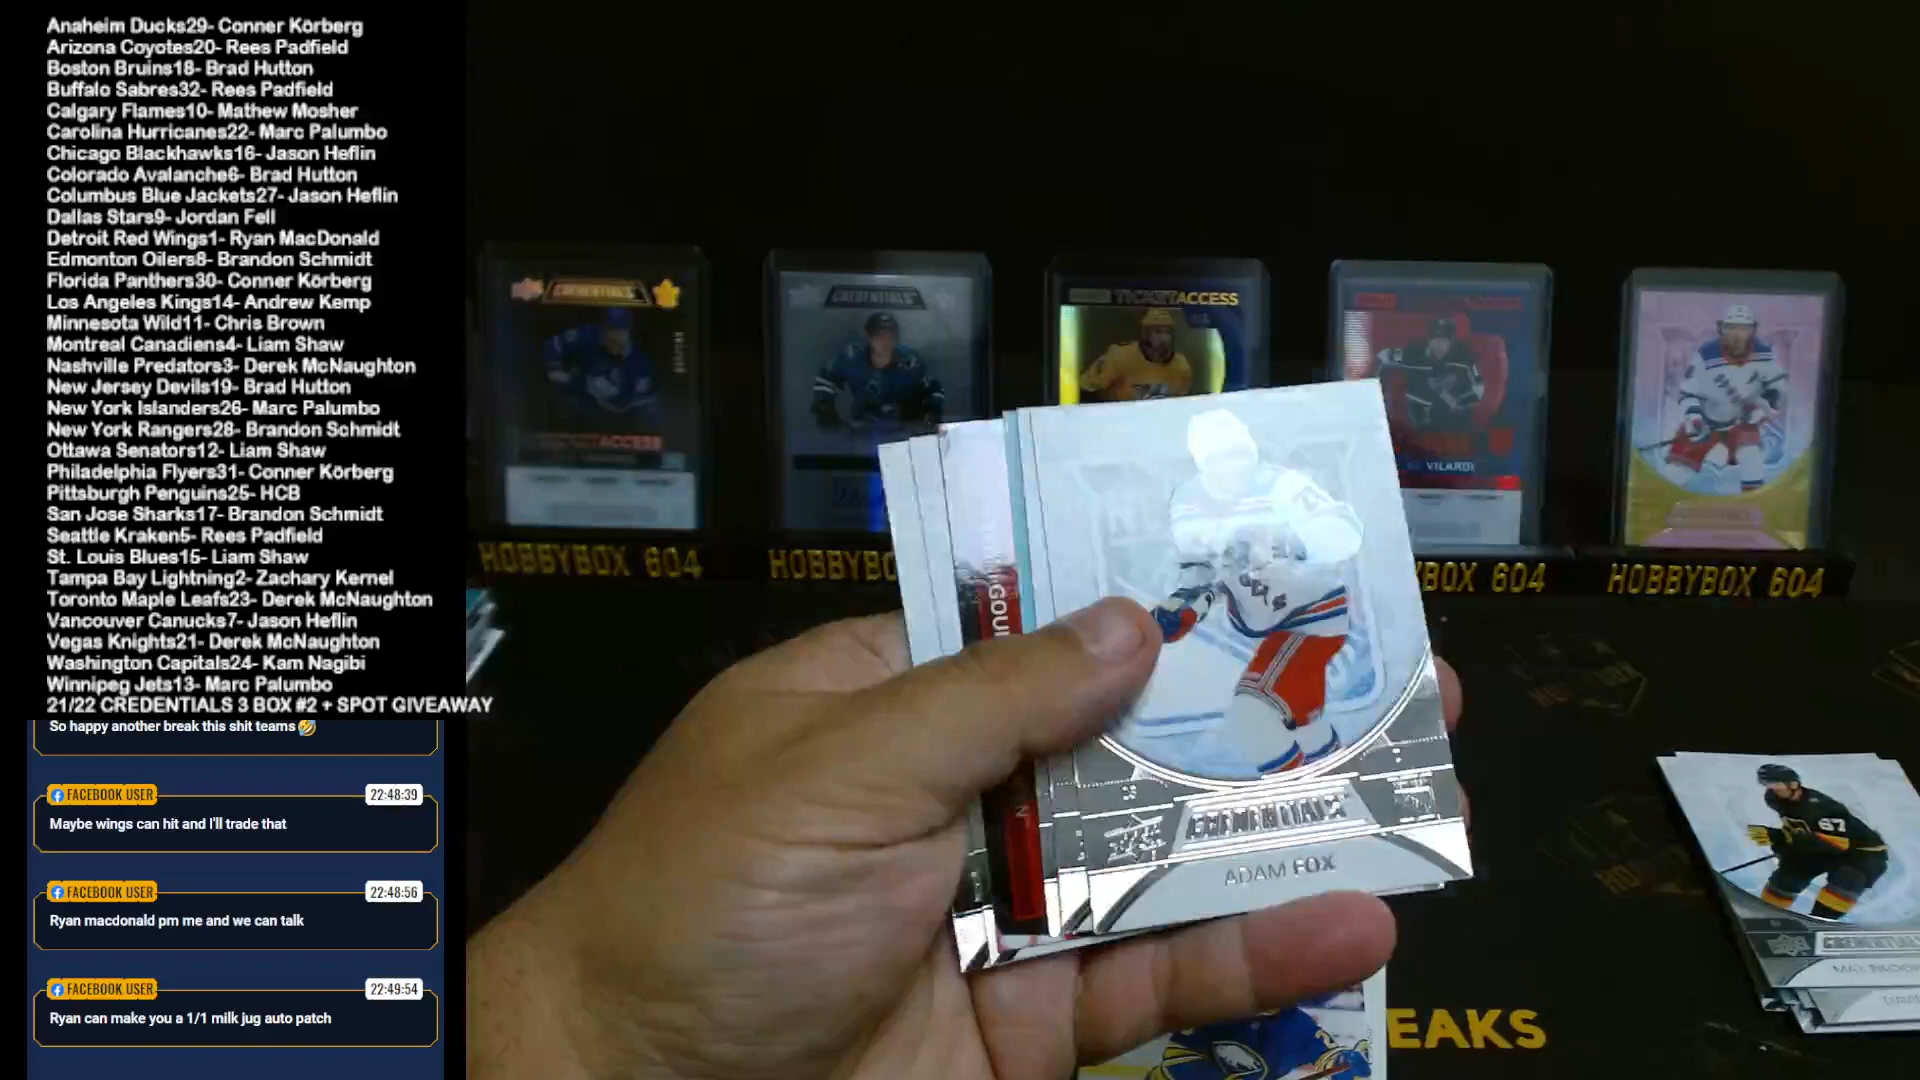 Anaheim Ducks29- Conner Körberg
Arizona Coyotes20- Rees Padfield
Boston Bruins18- Brad Hutton
Buffalo Sabres32- Rees Padfield
Calgary Flames10- Mathew Mosher
Carolina Hurricanes22- Marc Palumbo
Chicago Blackhawks16- Jason Heflin
Colorado Avalanche6- Brad Hutton
Columbus Blue Jackets27- Jason Heflin
Dallas Stars9- Jordan Fell
Detroit Red Wings1- Ryan MacDonald
Edmonton Oilers8- Brandon Schmidt
Florida Panthers30- Conner Körberg
Los Angeles Kings14- Andrew Kemp
Minnesota Wild11- Chris Brown
Montreal Canadiens4- Liam Shaw
Nashville Predators3- Derek McNaughton
New Jersey Devils19- Brad Hutton
New York Islanders26- Marc Palumbo
New York Rangers28- Brandon Schmidt
Ottawa Senators12- Liam Shaw
Philadelphia Flyers31- Conner Körberg
Pittsburgh Penguins25- HCB
San Jose Sharks17- Brandon Schmidt
Seattle Kraken5- Rees Padfield
St. Louis Blues15- Liam Shaw
Tampa Bay Lightning2- Zachary Kernel
Toronto Maple Leafs23- Derek McNaughton
Vancouver Canucks7- Jason Heflin
Vegas Knights21- Derek McNaughton
Washington Capitals24- Kam Nagibi
Winnipeg Jets13- Marc Palumbo
21/22 CREDENTIALS 3 BOX #2 + SPOT GIVEAWAY
So happy another break this shit teams🤣
FACEBOOK USER 22:48:39
Maybe wings can hit and I'll trade that
FACEBOOK USER 22:48:56
Ryan macdonald pm me and we can talk
FACEBOOK USER 22:49:54
Ryan can make you a 1/1 milk jug auto patch
CREDENTIALS
CREDENTIALS
TICKETACCESS
VILARDI
HOBBYBOX 604
HOBBYBO
YBOX 604
HOBBYBOX 604
CREDENTIALS
ADAM FOX
67
CREDENTIALS
EAKS